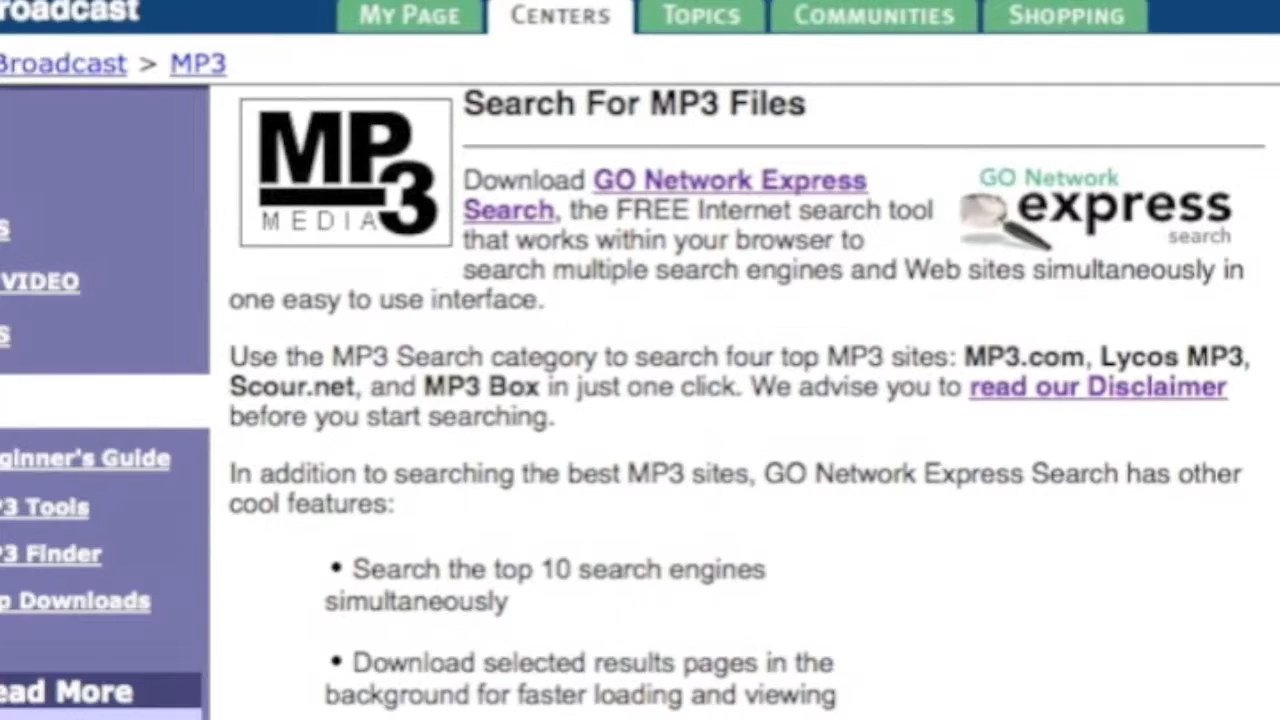 roadcast
MY PAGE
CENTERS
TOPICS
COMMUNITIES
SHOPPING
Broadcast > MP3
MP3
MEDIA
Search For MP3 Files
Download GO Network Express
Search, the FREE Internet search tool
that works within your browser to
search multiple search engines and Web sites simultaneously in
one easy to use interface.
GO Network
express
search
Use the MP3 Search category to search four top MP3 sites: MP3.com, Lycos MP3,
Scour.net, and MP3 Box in just one click. We advise you to read our Disclaimer
before you start searching.
In addition to searching the best MP3 sites, GO Network Express Search has other
cool features:
• Search the top 10 search engines
simultaneously
• Download selected results pages in the
background for faster loading and viewing
S
VIDEO
S
ginner's Guide
P3 Tools
P3 Finder
p Downloads
ead More